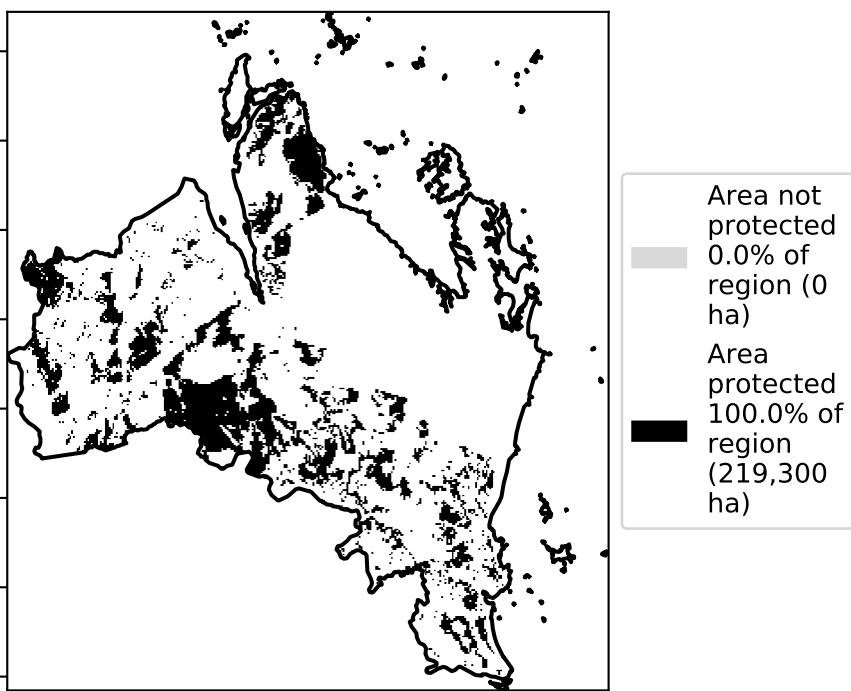 Area not
protected
0.0% of
region (0
ha)
Area
protected
100.0% of
region
(219,300
ha)